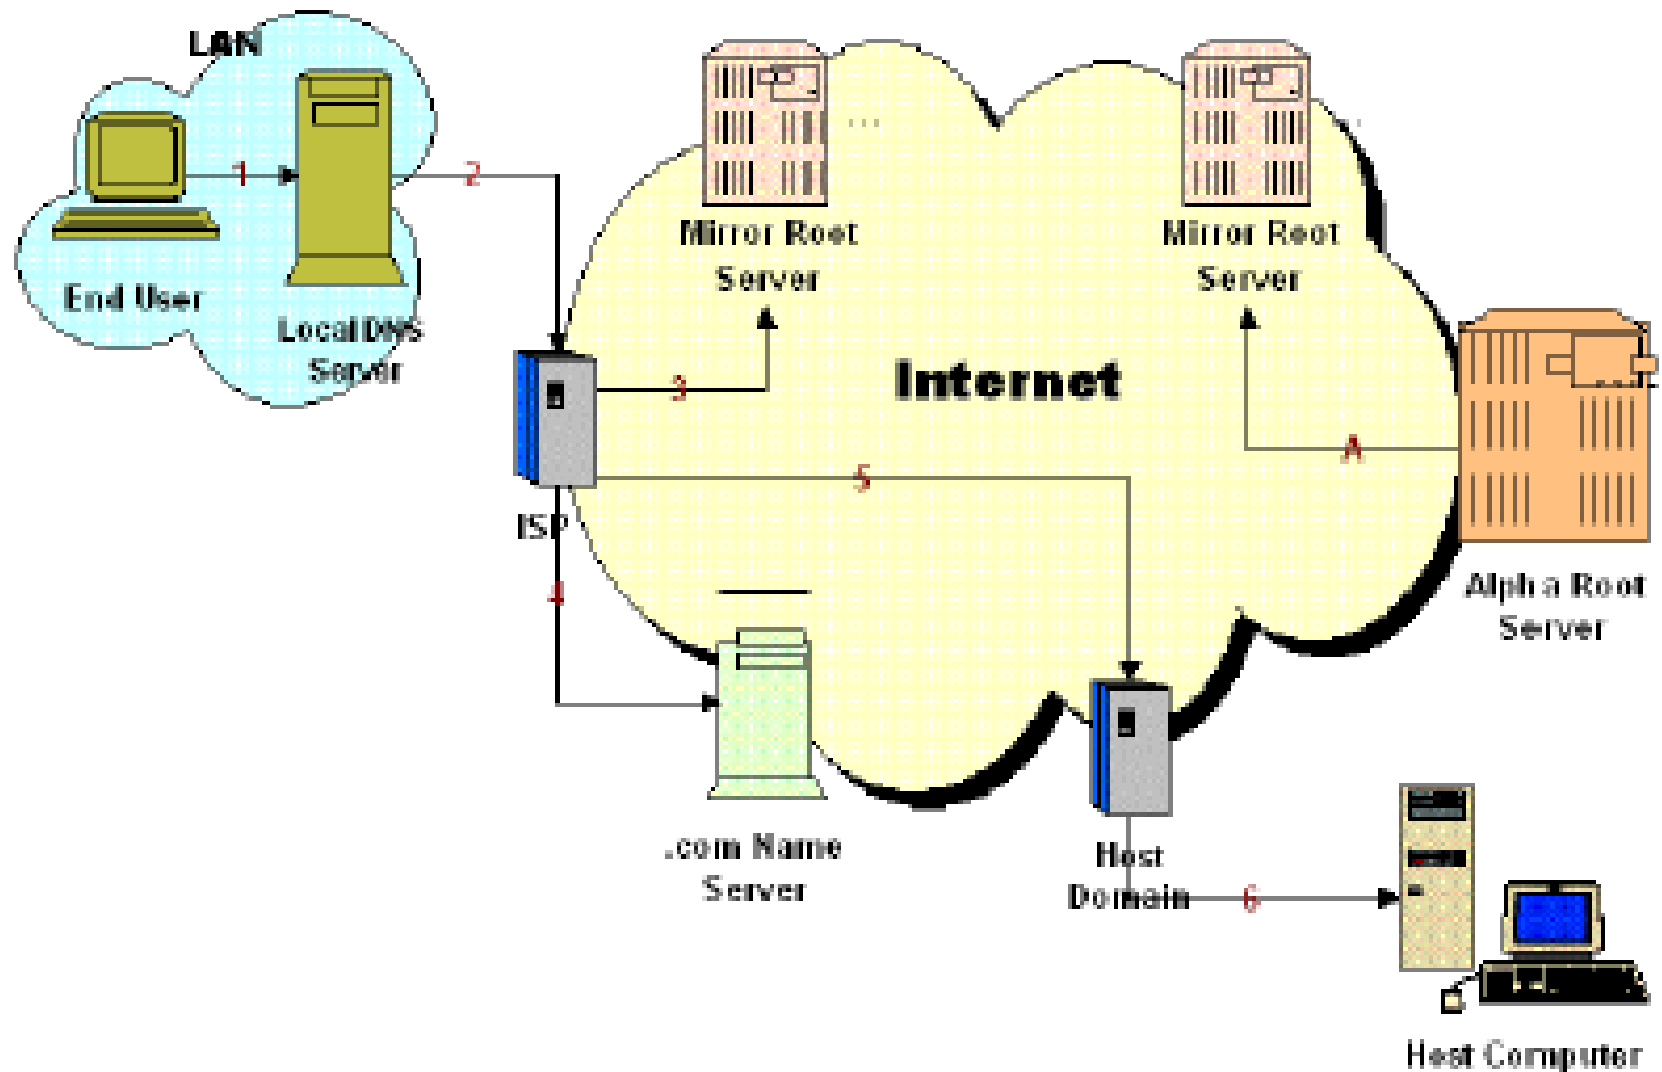 LAN
1
2
End User
Local DNS
Server
Mirror Root
Server
Mirror Root
Server
3
Internet
A
5
ISP
4
Alpha Root
Server
.com Name
Server
Host
Domain
6
Host Computer